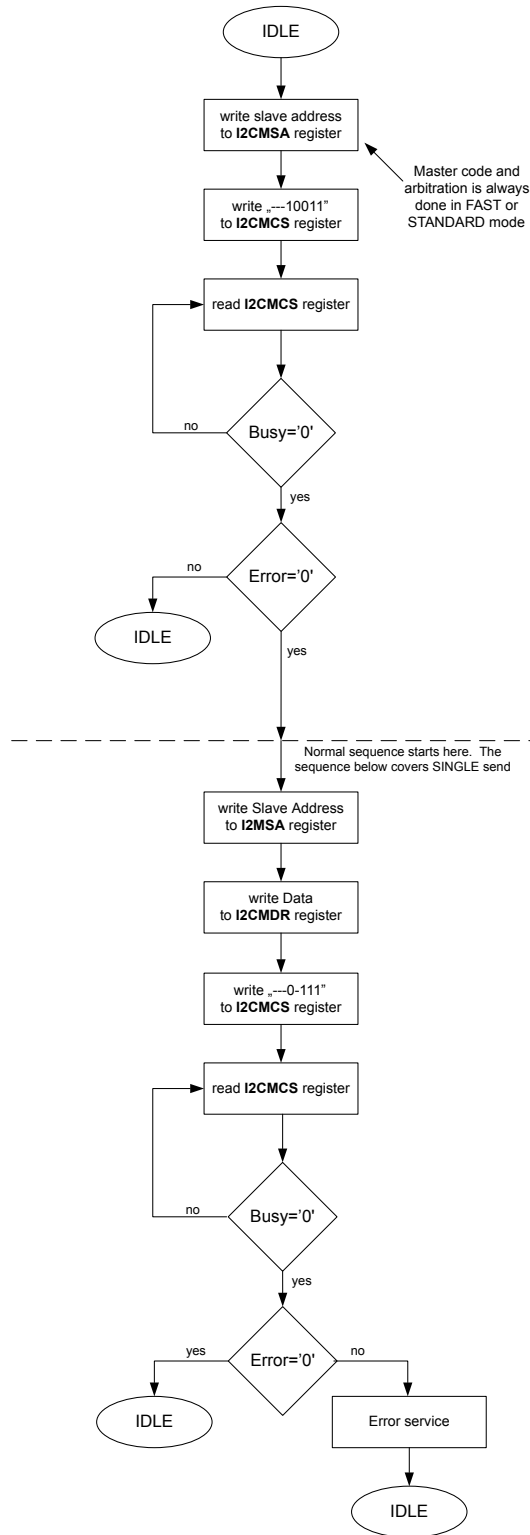 IDLE
write slave address
to I2CMSA register
Master code and
arbitration is always
done in FAST or
STANDARD mode
write „---10011”
to I2CMCS register
read I2CMCS register
Busy='0'
no
yes
Error='0'
no
IDLE
yes
Normal sequence starts here. The
sequence below covers SINGLE send
write Slave Address
to I2MSA register
write Data
to I2CMDR register
write „---0-111”
to I2CMCS register
read I2CMCS register
Busy='0'
no
yes
yes
Error='0'
no
IDLE
Error service
IDLE